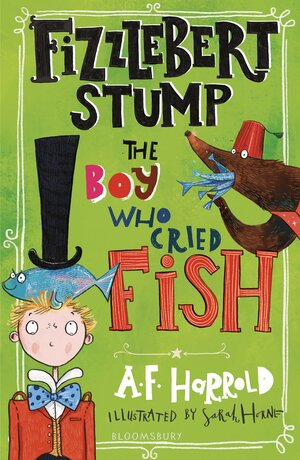 FIZZLEBERT
STUMP
THE
BOY
WHO
CRIED
FISH
A.F. HARROLD
ILLUSTRATED BY Sarah Horne
BLOOMSBURY